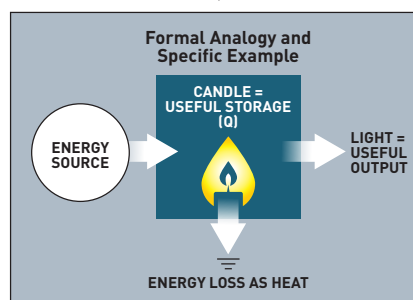 Formal Analogy and
Specific Example
CANDLE =
USEFUL STORAGE
(Q)
ENERGY
SOURCE
LIGHT =
USEFUL
OUTPUT
ENERGY LOSS AS HEAT